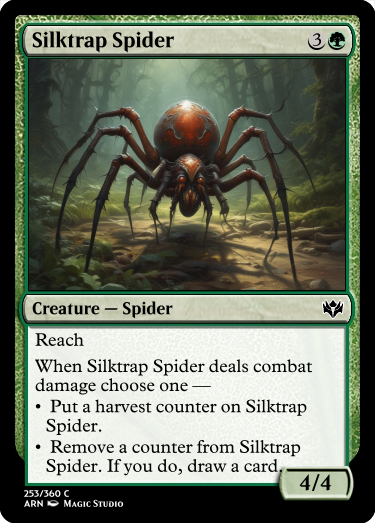 Silktrap Spider 3
Creature — Spider
Reach
When Silktrap Spider deals combat
damage choose one —
• Put a harvest counter on Silktrap
Spider.
• Remove a counter from Silktrap
Spider. If you do, draw a card.
4/4
253/360 C
ARN Magic Studio